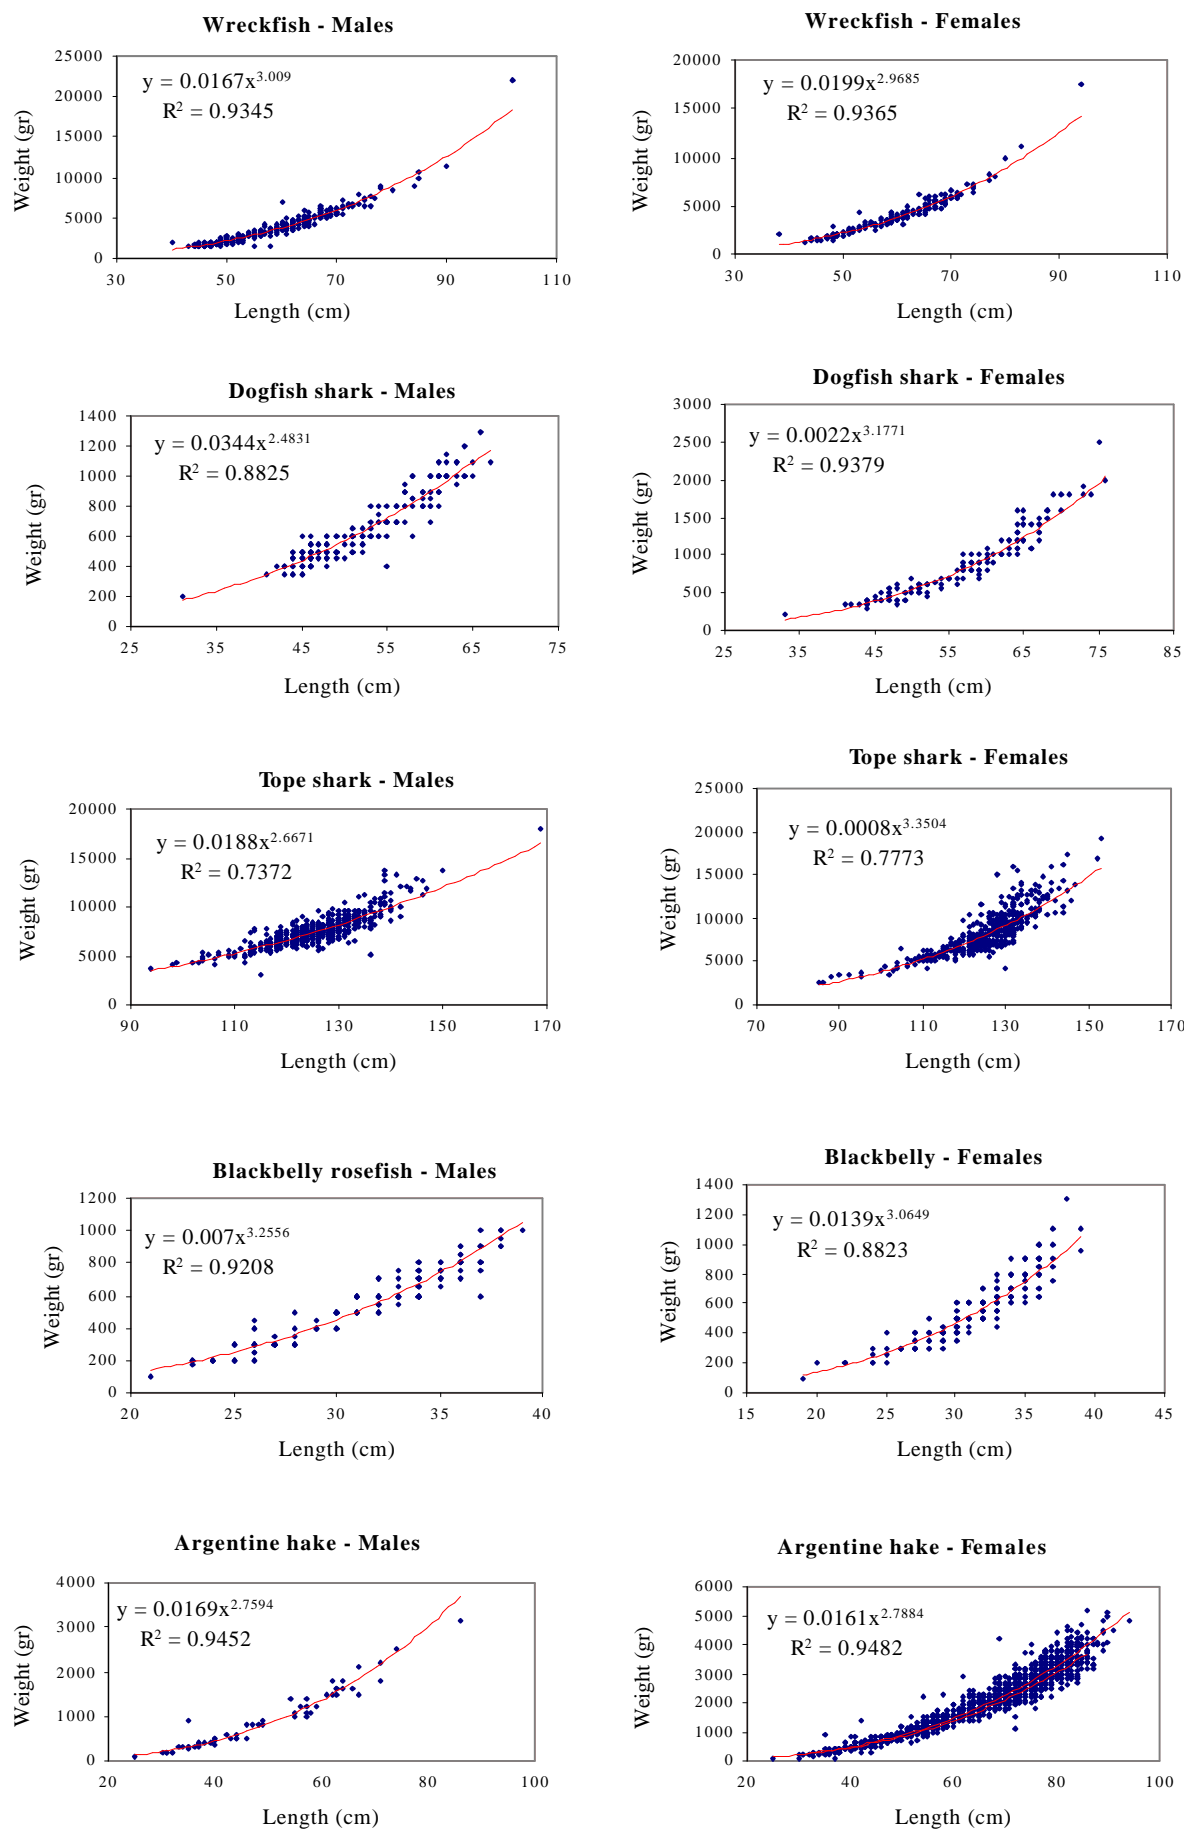 Wreckfish - Males
25000
20000
15000
10000
5000
0
y = 0.0167x^3.009
R² = 0.9345
Weight (gr)
30 50 70 90 110
Length (cm)
Wreckfish - Females
20000
15000
10000
5000
0
y = 0.0199x^2.9685
R² = 0.9365
Weight (gr)
30 50 70 90 110
Length (cm)
Dogfish shark - Males
1400
1200
1000
800
600
400
200
0
y = 0.0344x^2.4831
R² = 0.8825
Weight (gr)
25 35 45 55 65 75
Length (cm)
Dogfish shark - Females
3000
2500
2000
1500
1000
500
0
y = 0.0022x^3.1771
R² = 0.9379
Weight (gr)
25 35 45 55 65 75 85
Length (cm)
Tope shark - Males
20000
15000
10000
5000
0
y = 0.0188x^2.6671
R² = 0.7372
Weight (gr)
90 110 130 150 170
Length (cm)
Tope shark - Females
25000
20000
15000
10000
5000
0
y = 0.0008x^3.3504
R² = 0.7773
Weight (gr)
70 90 110 130 150 170
Length (cm)
Blackbelly rosefish - Males
1200
1000
800
600
400
200
0
y = 0.007x^3.2556
R² = 0.9208
Weight (gr)
20 25 30 35 40
Length (cm)
Blackbelly - Females
1400
1200
1000
800
600
400
200
0
y = 0.0139x^3.0649
R² = 0.8823
Weight (gr)
15 20 25 30 35 40 45
Length (cm)
Argentine hake - Males
4000
3000
2000
1000
0
y = 0.0169x^2.7594
R² = 0.9452
Weight (gr)
20 40 60 80 100
Length (cm)
Argentine hake - Females
6000
5000
4000
3000
2000
1000
0
y = 0.0161x^2.7884
R² = 0.9482
Weight (gr)
20 40 60 80 100
Length (cm)